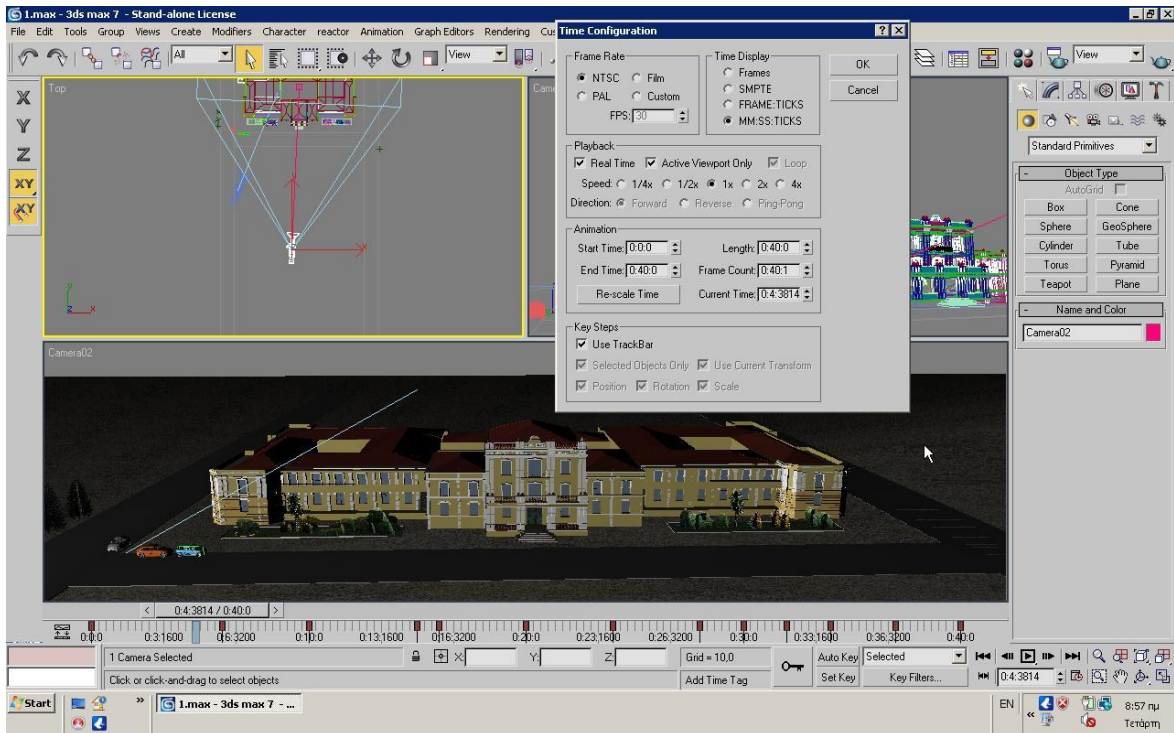 1.max - 3ds max 7 - Stand-alone License
File Edit Tools Group Views Create Modifiers Character reactor Animation Graph Editors Rendering Cus
All
View
View
Time Configuration
Frame Rate
NTSC Film
PAL Custom
FPS: 30
Time Display
Frames
SMPTE
FRAME:TICKS
MM:SS:TICKS
OK
Cancel
Playback
Real Time Active Viewport Only Loop
Speed: 1/4x 1/2x 1x 2x 4x
Direction: Forward Reverse Ping-Pong
Animation
Start Time: 0:0:0 Length: 0:40:0
End Time: 0:40:0 Frame Count: 0:40:1
Re-scale Time Current Time: 0:4:3814
Key Steps
Use TrackBar
Selected Objects Only Use Current Transform
Position Rotation Scale
X
Y
Z
XY
XY
Top
Came
y
z x
x
Camera02
Standard Primitives
- Object Type
AutoGrid
Box Cone
Sphere GeoSphere
Cylinder Tube
Torus Pyramid
Teapot Plane
- Name and Color
Camera02
< 0:4:3814 / 0:40:0 >
0:0:0 0:3:1600 0:6:3200 0:10:0 0:13:1600 0:16:3200 0:20:0 0:23:1600 0:26:3200 0:30:0 0:33:1600 0:36:3200 0:40:0
1 Camera Selected X: Y: Z: Grid = 10,0 Auto Key Selected
Click or click-and-drag to select objects Add Time Tag Set Key Key Filters... 0:4:3814
Start
1.max - 3ds max 7 - ...
EN
8:57 πμ
Τετάρτη